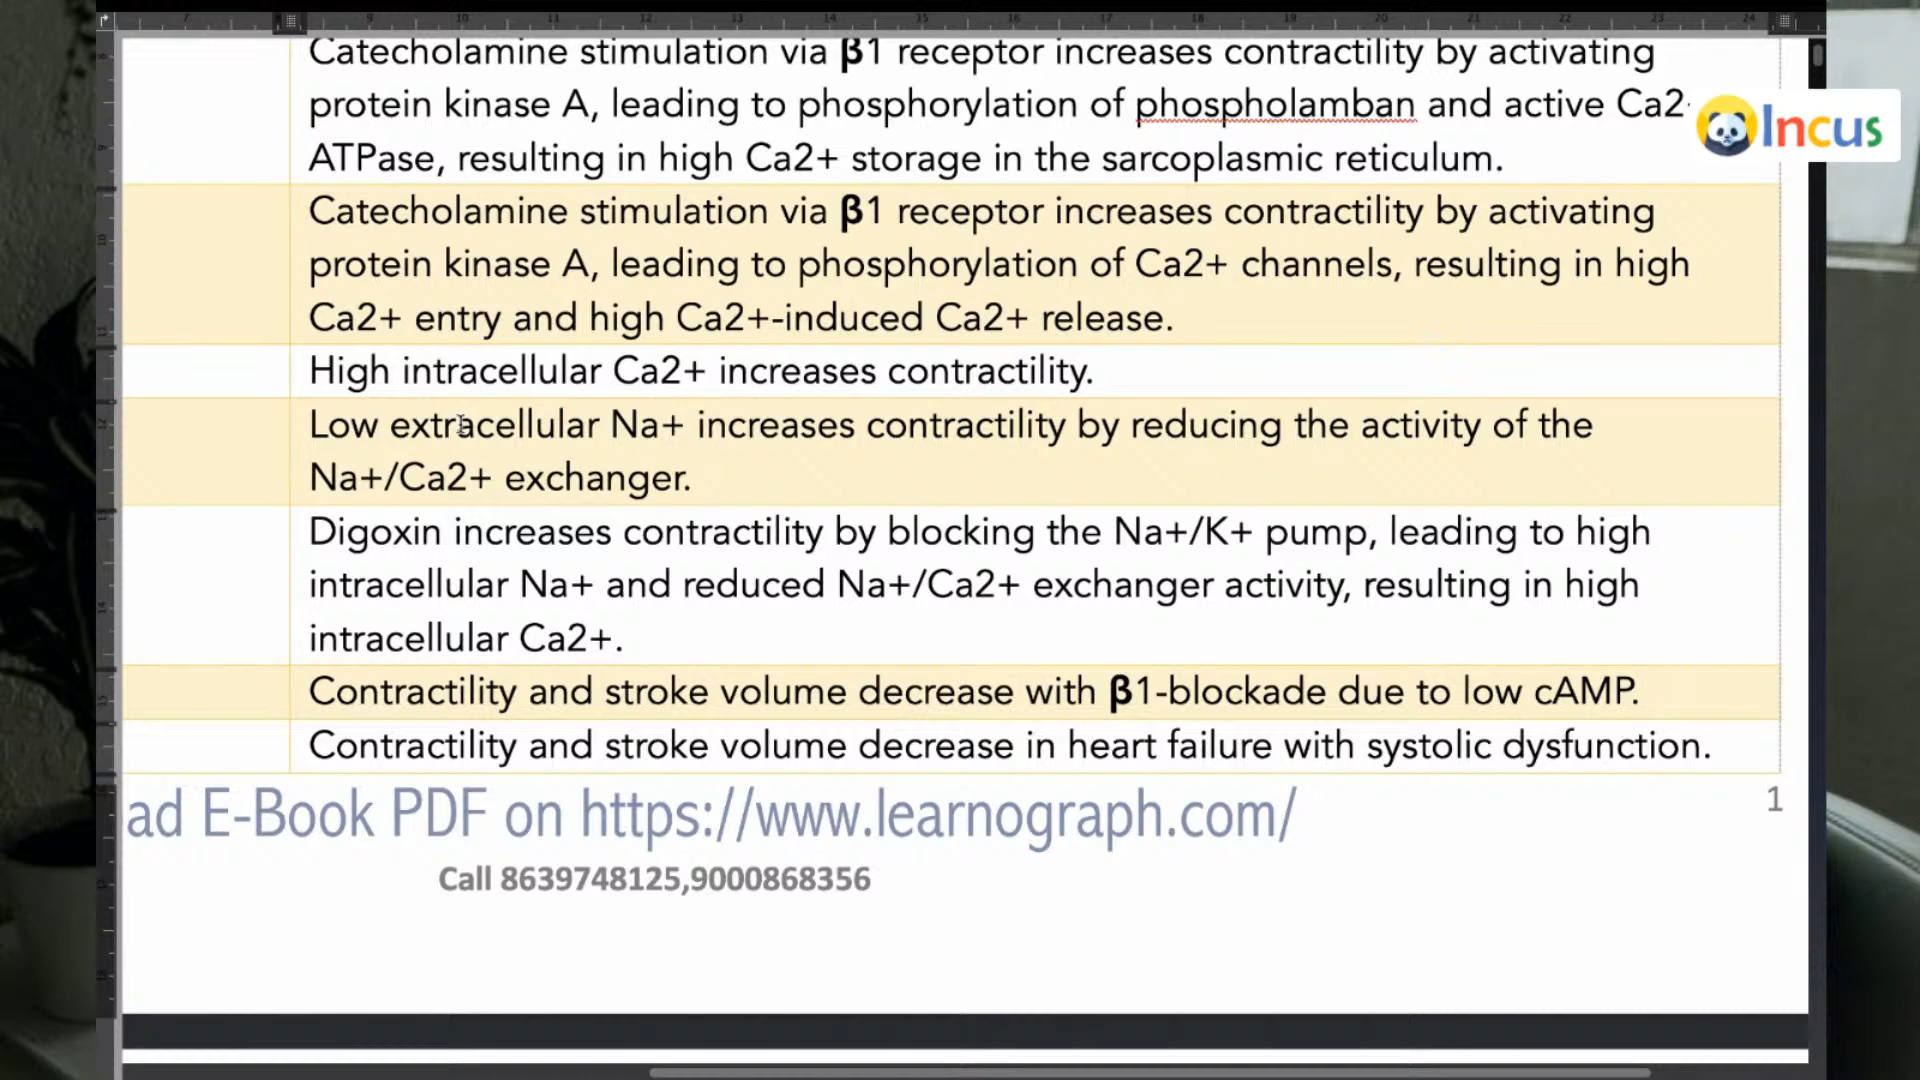 Catecholamine stimulation via β1 receptor increases contractility by activating
protein kinase A, leading to phosphorylation of phospholamban and active Ca2
ATPase, resulting in high Ca2+ storage in the sarcoplasmic reticulum.
Incus
Catecholamine stimulation via β1 receptor increases contractility by activating
protein kinase A, leading to phosphorylation of Ca2+ channels, resulting in high
Ca2+ entry and high Ca2+-induced Ca2+ release.
High intracellular Ca2+ increases contractility.
Low extracellular Na+ increases contractility by reducing the activity of the
Na+/Ca2+ exchanger.
Digoxin increases contractility by blocking the Na+/K+ pump, leading to high
intracellular Na+ and reduced Na+/Ca2+ exchanger activity, resulting in high
intracellular Ca2+.
Contractility and stroke volume decrease with β1-blockade due to low cAMP.
Contractility and stroke volume decrease in heart failure with systolic dysfunction.
ad E-Book PDF on https://www.learnograph.com/
1
Call 8639748125,9000868356